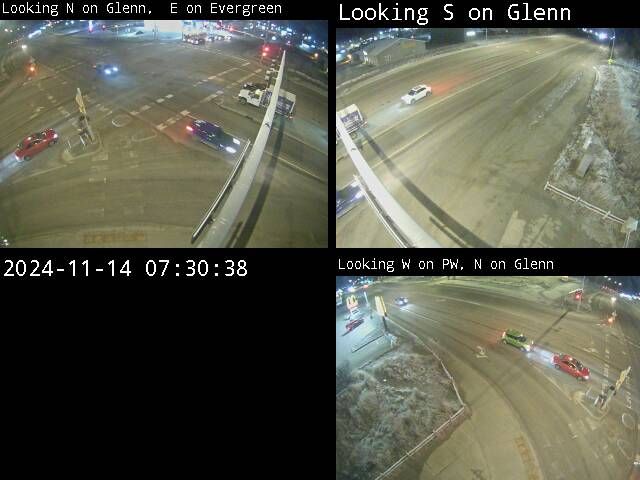 Looking N on Glenn,  E on Evergreen
Looking S on Glenn
2024-11-14 07:30:38
Looking W on PW, N on Glenn